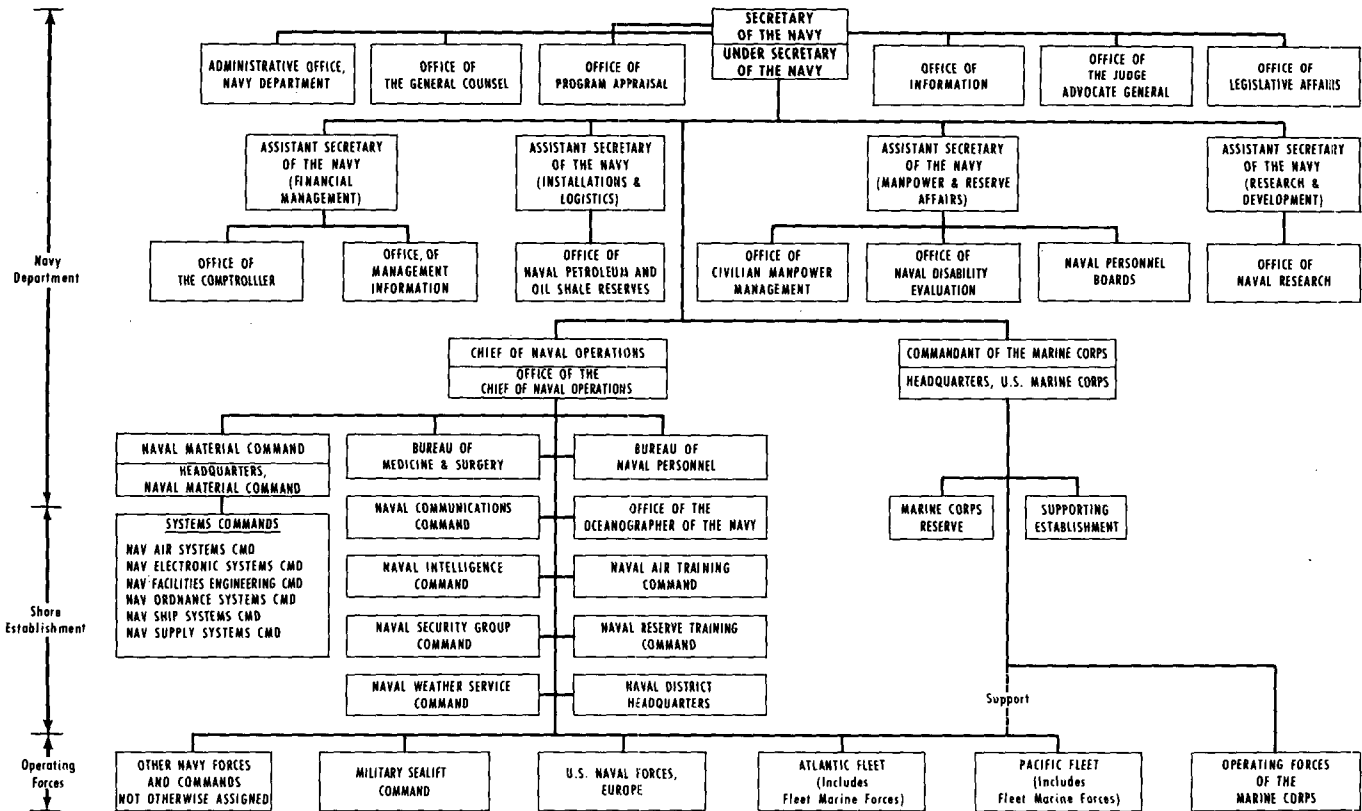 SECRETARY
OF THE NAVY
UNDER SECRETARY
OF THE NAVY
ADMINISTRATIVE OFFICE,
NAVY DEPARTMENT
OFFICE OF
THE GENERAL COUNSEL
OFFICE OF
PROGRAM APPRAISAL
OFFICE OF
INFORMATION
OFFICE OF
THE JUDGE
ADVOCATE GENERAL
OFFICE OF
LEGISLATIVE AFFAIRS
ASSISTANT SECRETARY
OF THE NAVY
(FINANCIAL
MANAGEMENT)
ASSISTANT SECRETARY
OF THE NAVY
(INSTALLATIONS &
LOGISTICS)
ASSISTANT SECRETARY
OF THE NAVY
(MANPOWER & RESERVE
AFFAIRS)
ASSISTANT SECRETARY
OF THE NAVY
(RESEARCH &
DEVELOPMENT)
Navy
Department
OFFICE OF
THE COMPTROLLLER
OFFICE, OF
MANAGEMENT
INFORMATION
OFFICE OF
NAVAL PETROLEUM AND
OIL SHALE RESERVES
OFFICE OF
CIVILIAN MANPOWER
MANAGEMENT
OFFICE OF
NAVAL DISABILITY
EVALUATION
NAVAL PERSONNEL
BOARDS
OFFICE OF
NAVAL RESEARCH
CHIEF OF NAVAL OPERATIONS
OFFICE OF THE
CHIEF OF NAVAL OPERATIONS
COMMANDANT OF THE MARINE CORPS
HEADQUARTERS, U.S. MARINE CORPS
NAVAL MATERIAL COMMAND
HEADQUARTERS,
NAVAL MATERIAL COMMAND
BUREAU OF
MEDICINE & SURGERY
BUREAU OF
NAVAL PERSONNEL
SYSTEMS COMMANDS
NAV AIR SYSTEMS CMD
NAV ELECTRONIC SYSTEMS CMD
NAV FACILITIES ENGINEERING CMD
NAV ORDNANCE SYSTEMS CMD
NAV SHIP SYSTEMS CMD
NAV SUPPLY SYSTEMS CMD
NAVAL COMMUNICATIONS
COMMAND
OFFICE OF THE
OCEANOGRAPHER OF THE NAVY
MARINE CORPS
RESERVE
SUPPORTING
ESTABLISHMENT
NAVAL INTELLIGENCE
COMMAND
NAVAL AIR TRAINING
COMMAND
Shore
Establishment
NAVAL SECURITY GROUP
COMMAND
NAVAL RESERVE TRAINING
COMMAND
NAVAL WEATHER SERVICE
COMMAND
NAVAL DISTRICT
HEADQUARTERS
Support
Operating
Forces
OTHER NAVY FORCES
AND COMMANDS
NOT OTHERWISE ASSIGNED
MILITARY SEALIFT
COMMAND
U.S. NAVAL FORCES,
EUROPE
ATLANTIC FLEET
(Includes
Fleet Marine Forces)
PACIFIC FLEET
(Includes
Fleet Marine Forces)
OPERATING FORCES
OF THE
MARINE CORPS